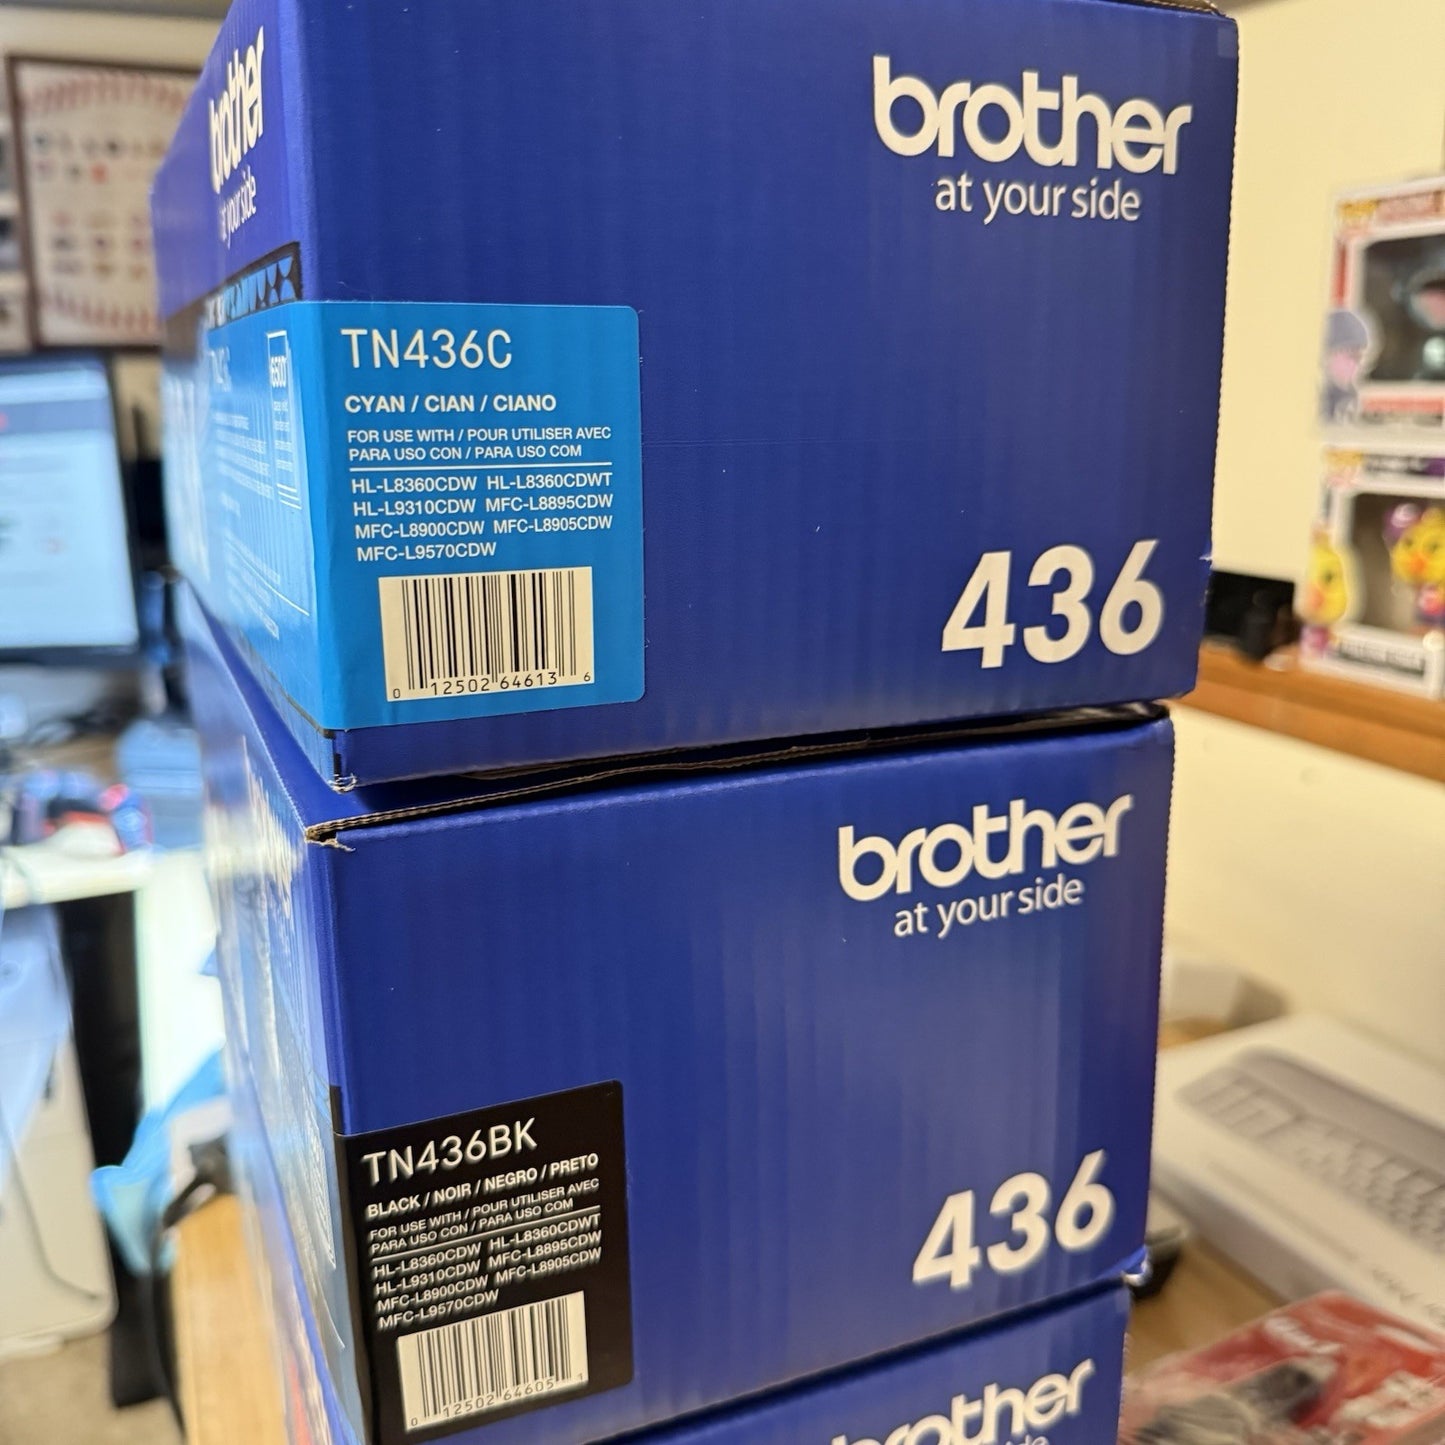 brother
at your side
brother
at your side
TN436C
CYAN / CIAN / CIANO
FOR USE WITH / POUR UTILISER AVEC
PARA USO CON / PARA USO COM
HL-L8360CDW HL-L8360CDWT
HL-L9310CDW MFC-L8895CDW
MFC-L8900CDW MFC-L8905CDW
MFC-L9570CDW
0 12502 64613 6
436
brother
at your side
TN436BK
BLACK / NOIR / NEGRO / PRETO
FOR USE WITH / POUR UTILISER AVEC
PARA USO CON / PARA USO COM
HL-L8360CDW HL-L8360CDWT
HL-L9310CDW MFC-L8895CDW
MFC-L8900CDW MFC-L8905CDW
MFC-L9570CDW
0 12502 64605 1
436
brother